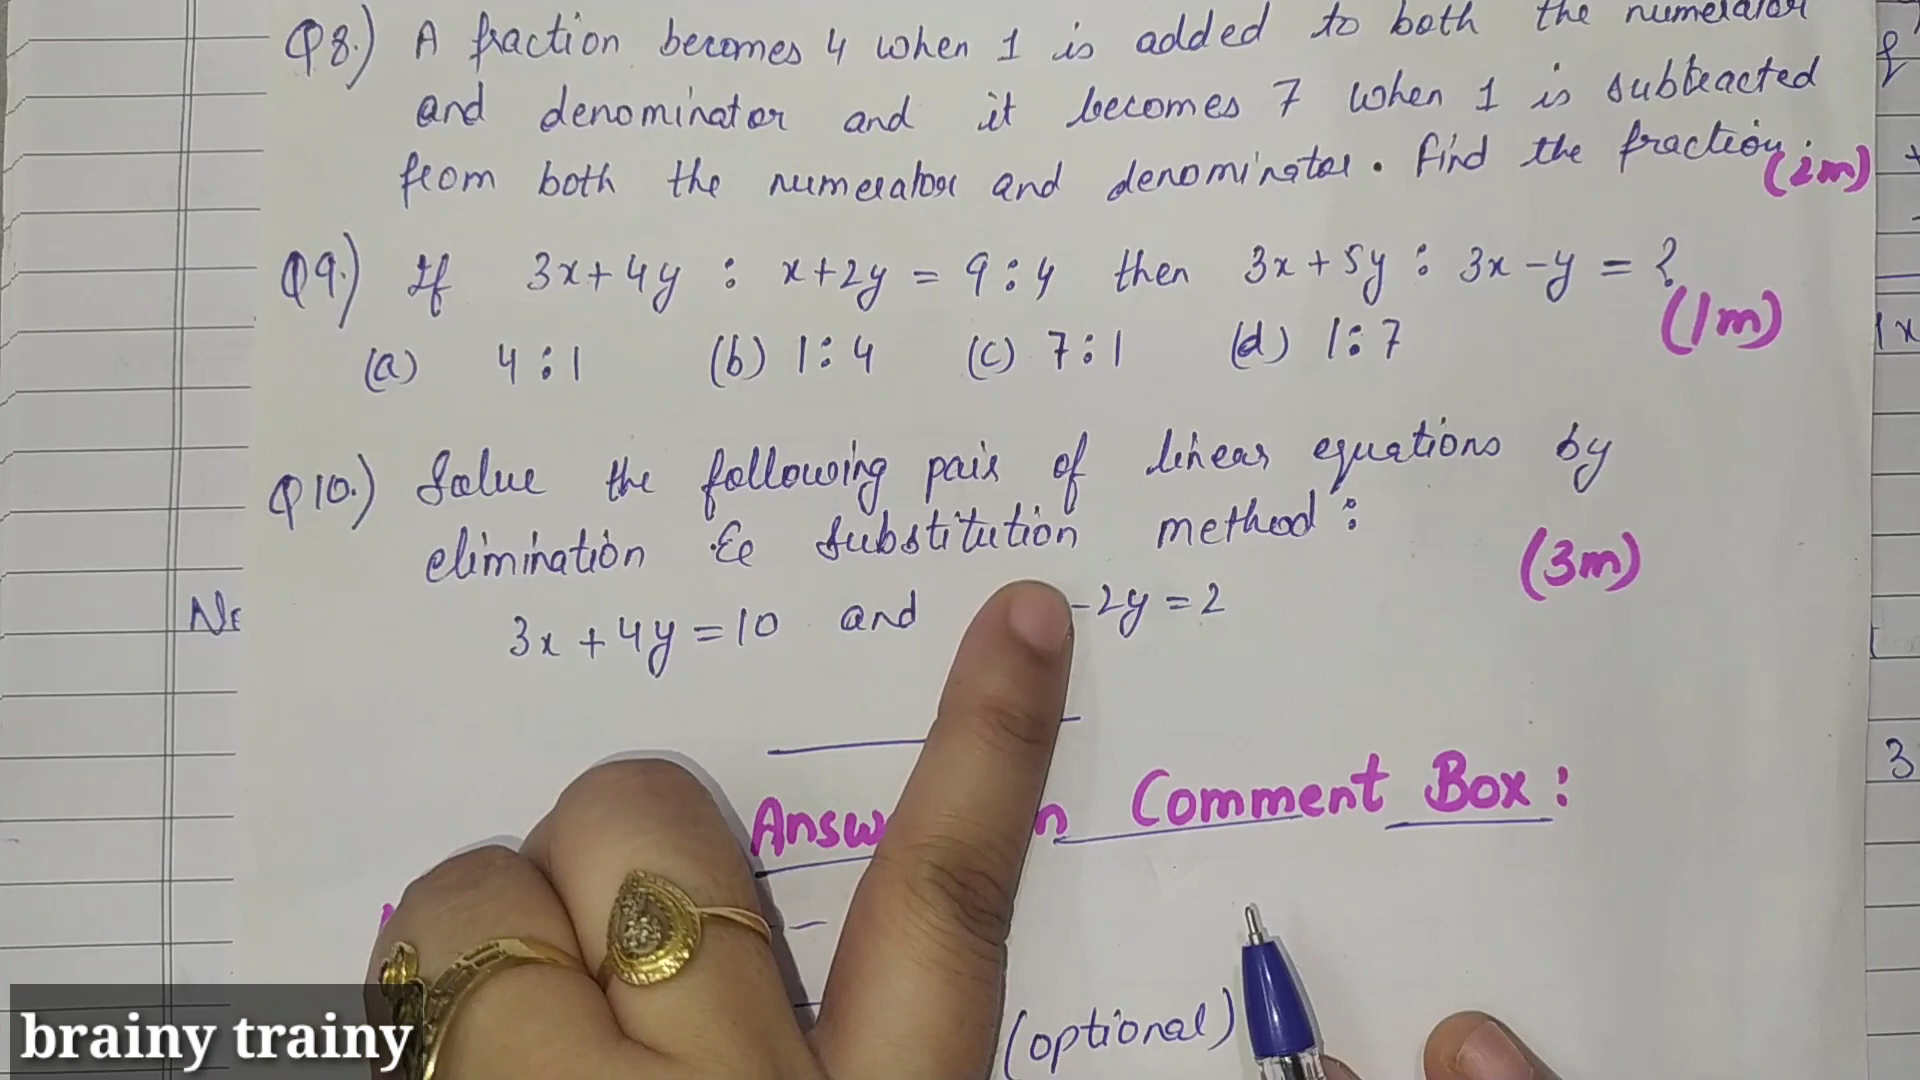 Q8.) A fraction becomes 4 when 1 is added to both the numerator
and denominator and it becomes 7 when 1 is subtracted
from both the numerator and denominator. Find the fraction. (2m)
Q9.) If 3x+4y : x+2y = 9:4 then 3x+5y : 3x-y = ?
(1m)
(a) 4:1 (b) 1:4 (c) 7:1 (d) 1:7
Q10.) Solve the following pair of linear equations by
elimination & substitution method:
(3m)
3x+4y=10 and -2y=2
Comment Box:
(optional)
brainy trainy